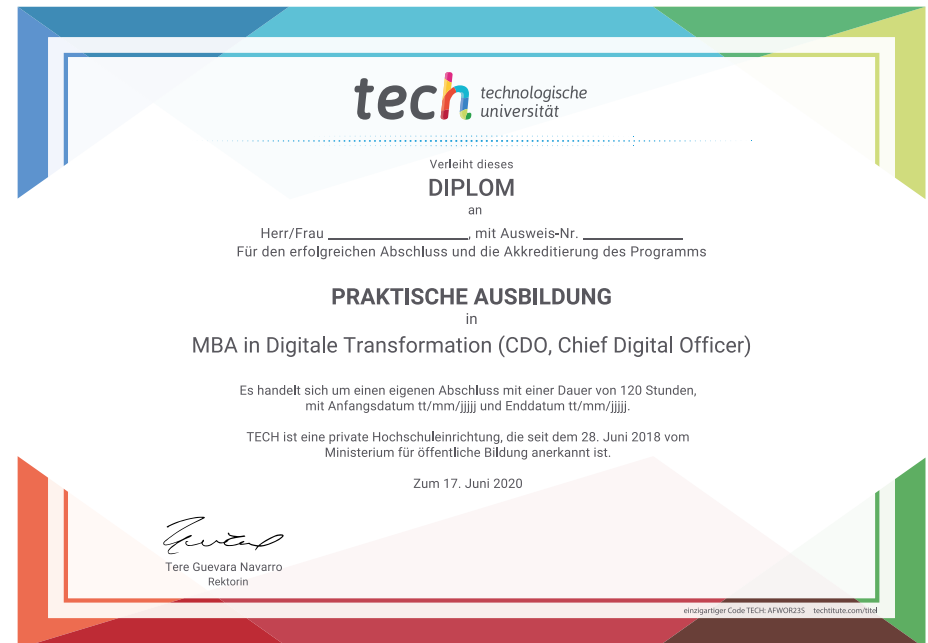 tech technologische
universität
Verleiht dieses
DIPLOM
an
Herr/Frau ____________________, mit Ausweis-Nr. ______________
Für den erfolgreichen Abschluss und die Akkreditierung des Programms
PRAKTISCHE AUSBILDUNG
in
MBA in Digitale Transformation (CDO, Chief Digital Officer)
Es handelt sich um einen eigenen Abschluss mit einer Dauer von 120 Stunden,
mit Anfangsdatum tt/mm/jjjjj und Enddatum tt/mm/jjjjj.
TECH ist eine private Hochschuleinrichtung, die seit dem 28. Juni 2018 vom
Ministerium für öffentliche Bildung anerkannt ist.
Zum 17. Juni 2020
Tere Guevara Navarro
Rektorin
einzigartiger Code TECH: AFWOR23S techtitute.com/titel